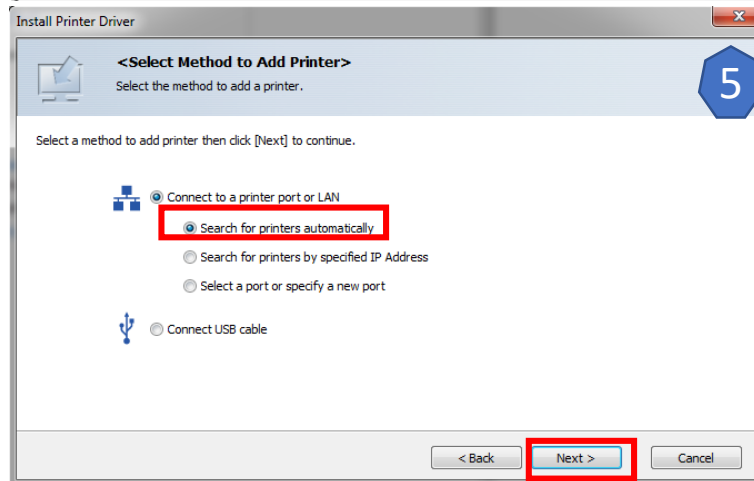 Install Printer Driver
<Select Method to Add Printer>
Select the method to add a printer.
5
Select a method to add printer then click [Next] to continue.
Connect to a printer port or LAN
Search for printers automatically
Search for printers by specified IP Address
Select a port or specify a new port
Connect USB cable
< Back Next > Cancel